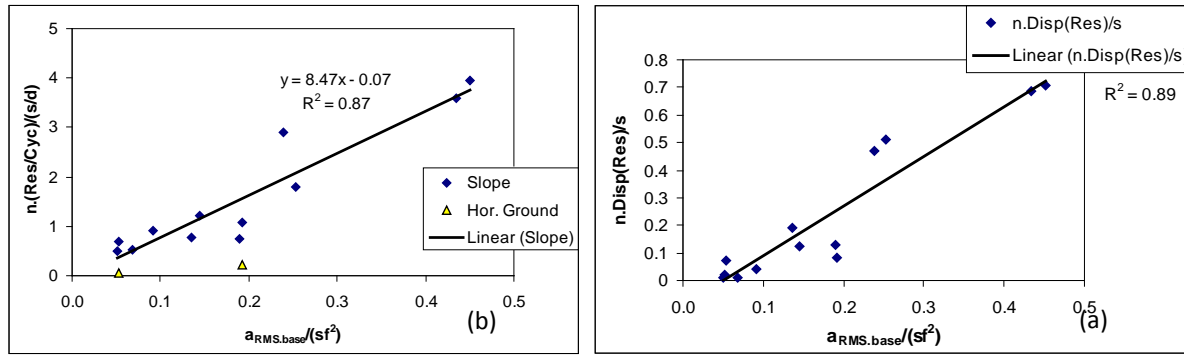 n.(Res/Cyc)/(s/d)
5
4
3
2
1
0
y = 8.47x - 0.07
R² = 0.87
Slope
Hor. Ground
Linear (Slope)
0.0 0.1 0.2 0.3 0.4 0.5
aRMS.base/(sf²)
(b)
n.Disp(Res)/s
Linear (n.Disp(Res)/s
R² = 0.89
n.Disp(Res)/s
0.8
0.7
0.6
0.5
0.4
0.3
0.2
0.1
0
0.0 0.1 0.2 0.3 0.4 0.5
aRMS.base/(sf²)
(a)